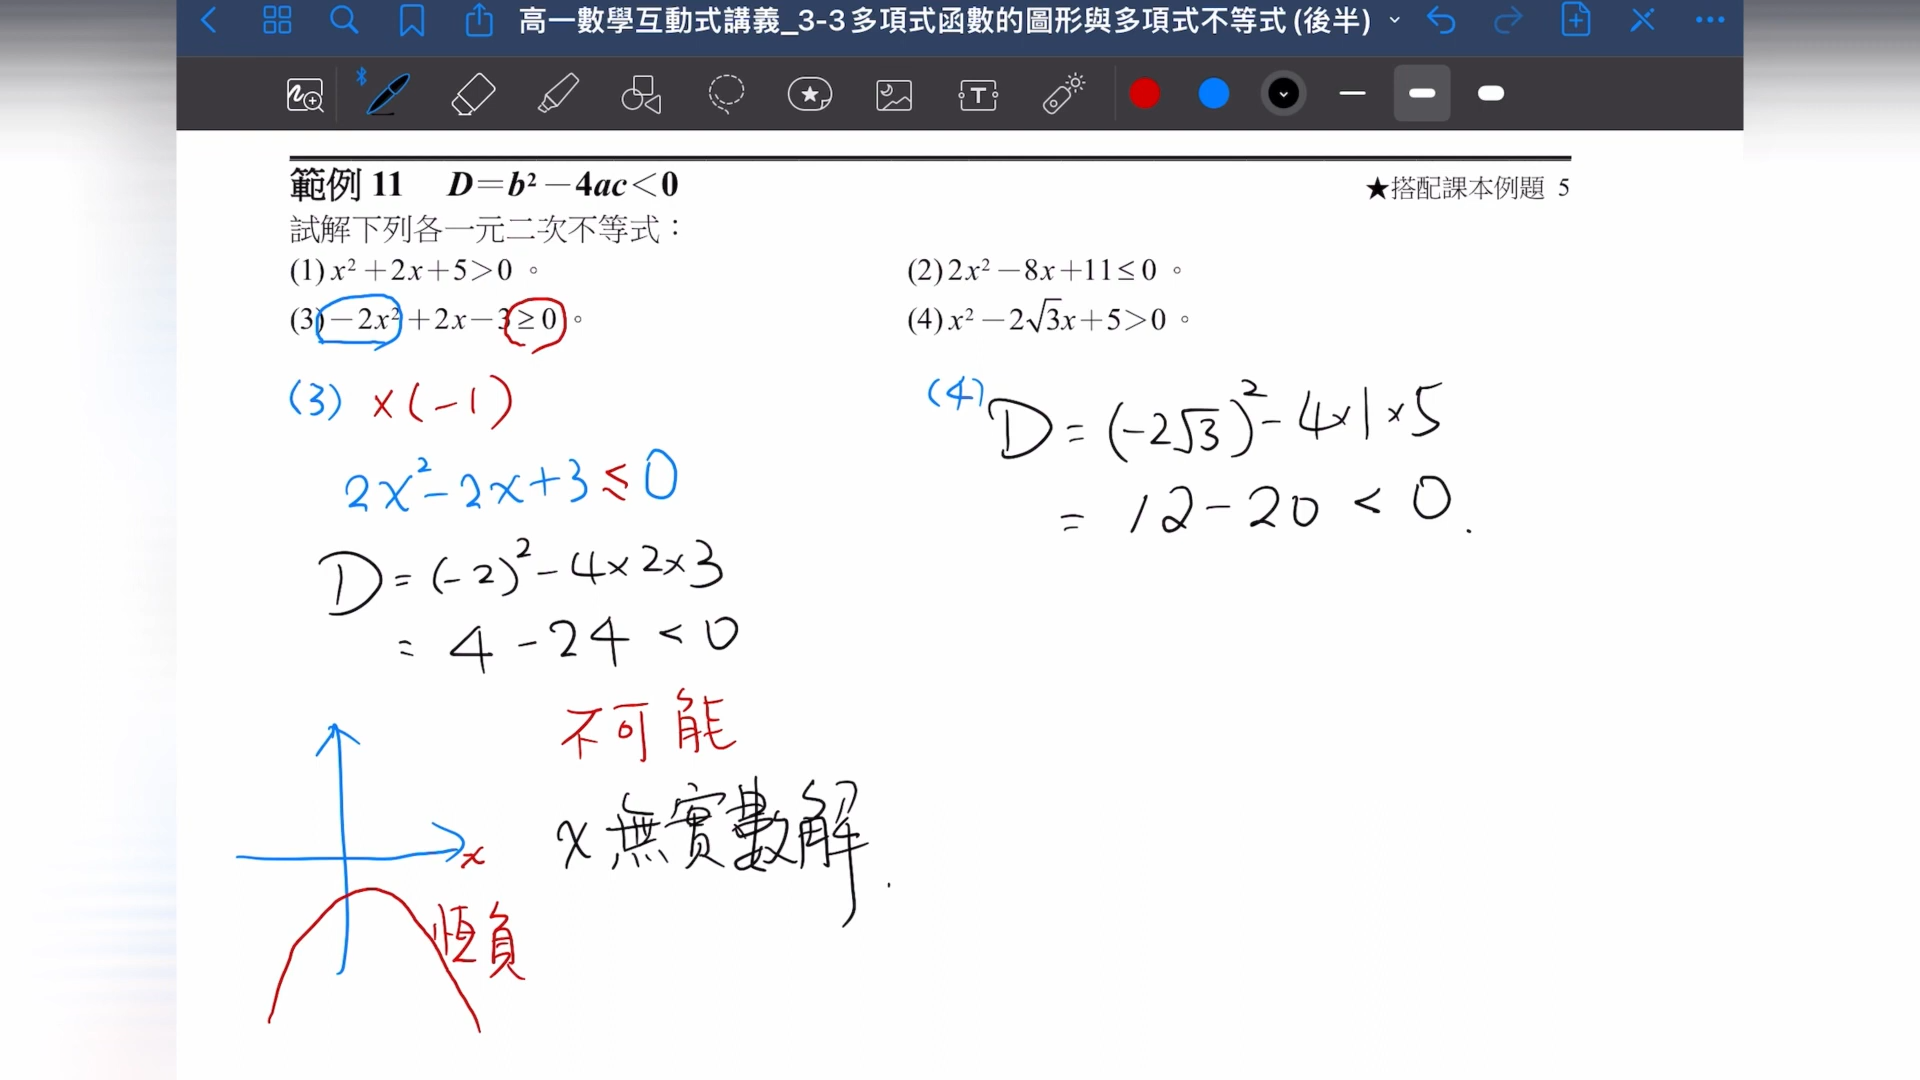 高一數學互動式講義_3-3多項式函數的圖形與多項式不等式(後半)
範例 11 D=b²-4ac<0
★搭配課本例題 5
試解下列各一元二次不等式：
(1) x²+2x+5>0。
(2) 2x²-8x+11≤0。
(3) -2x²+2x-3≥0。
(4) x²-2√3x+5>0。
(3) ×(-1)
2x²-2x+3≤0
D=(-2)²-4×2×3
= 4-24<0
不可能
x無實數解.
x
恆負
(4) D=(-2√3)²-4×1×5
= 12-20<0.